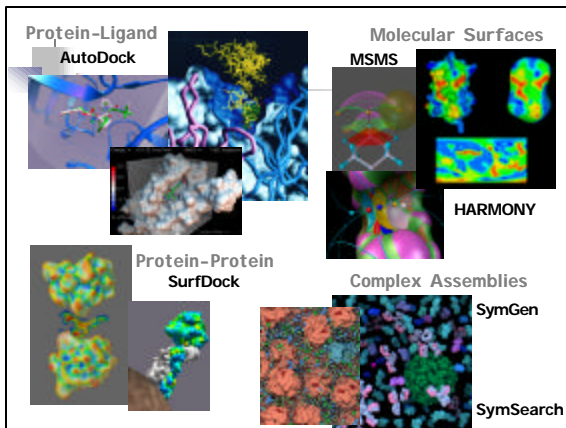 Protein-Ligand
AutoDock
Molecular Surfaces
MSMS
HARMONY
Protein-Protein
SurfDock
Complex Assemblies
SymGen
SymSearch